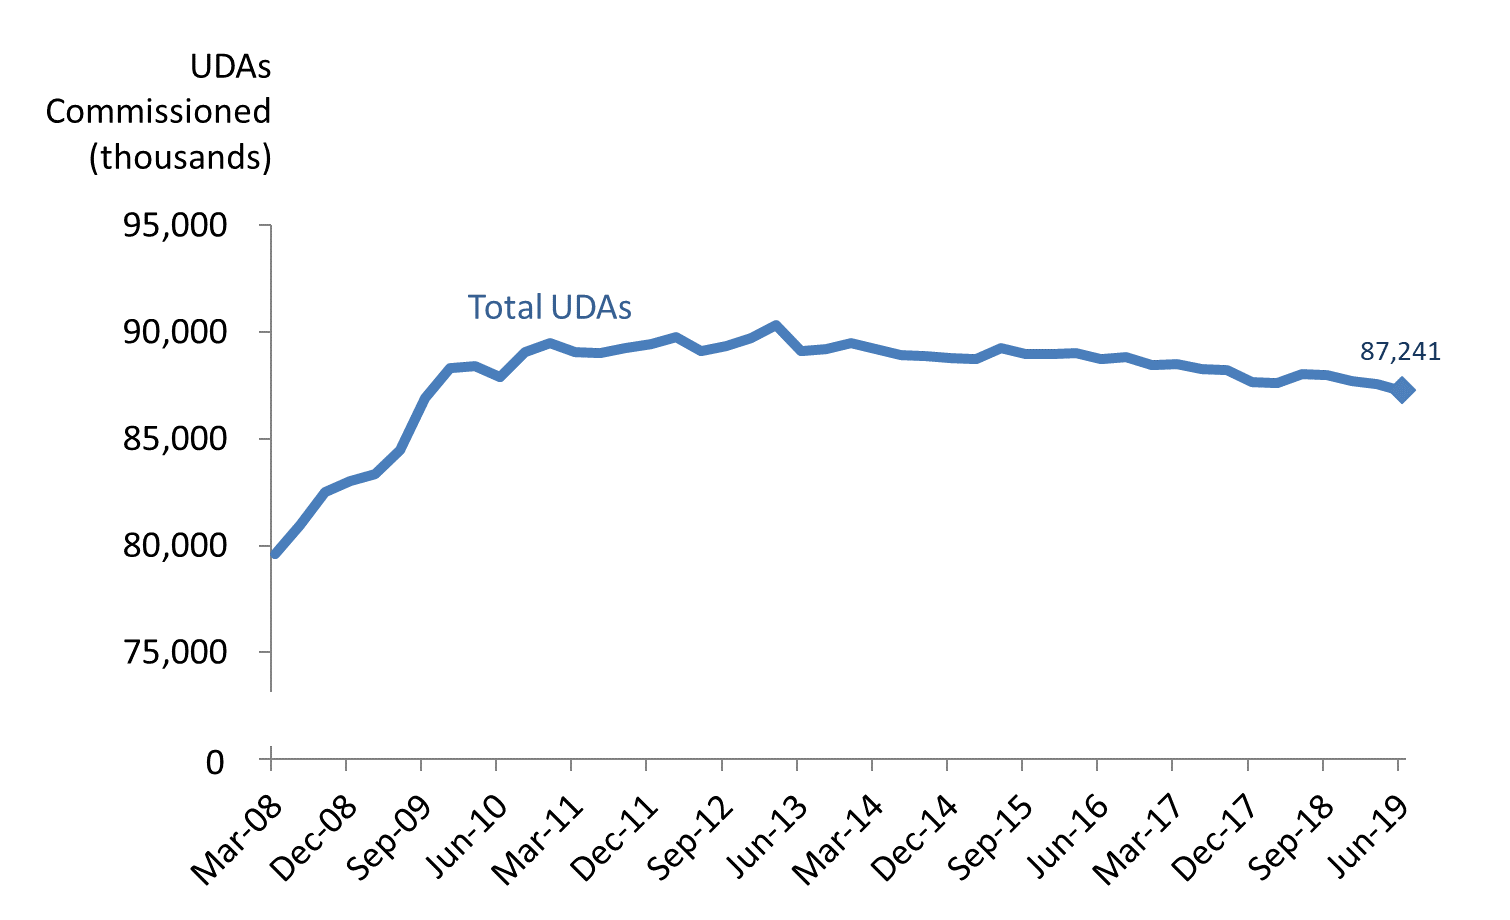 UDAs
Commissioned
(thousands)
95,000
90,000
85,000
80,000
75,000
0
Total UDAs
87,241
Mar-08
Dec-08
Sep-09
Jun-10
Mar-11
Dec-11
Sep-12
Jun-13
Mar-14
Dec-14
Sep-15
Jun-16
Mar-17
Dec-17
Sep-18
Jun-19